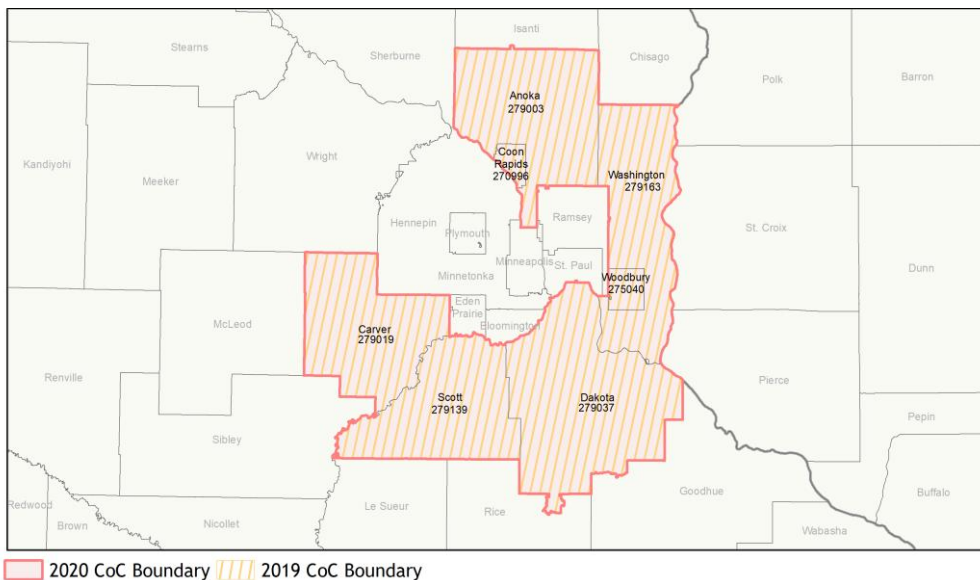 Isanti
Stearns
Sherburne
Chisago
Polk
Barron
Anoka
279003
Kandiyohi
Wright
Coon
Rapids
270996
Meeker
Washington
279163
Hennepin
Plymouth
Ramsey
St. Croix
Minneapolis
St. Paul
Dunn
Minnetonka
Woodbury
275040
Eden
Prairie
McLeod
Bloomington
Carver
279019
Renville
Pierce
Scott
279139
Dakota
279037
Pepin
Sibley
Goodhue
Buffalo
Redwood
Le Sueur
Rice
Brown
Nicollet
Wabasha
2020 CoC Boundary
2019 CoC Boundary